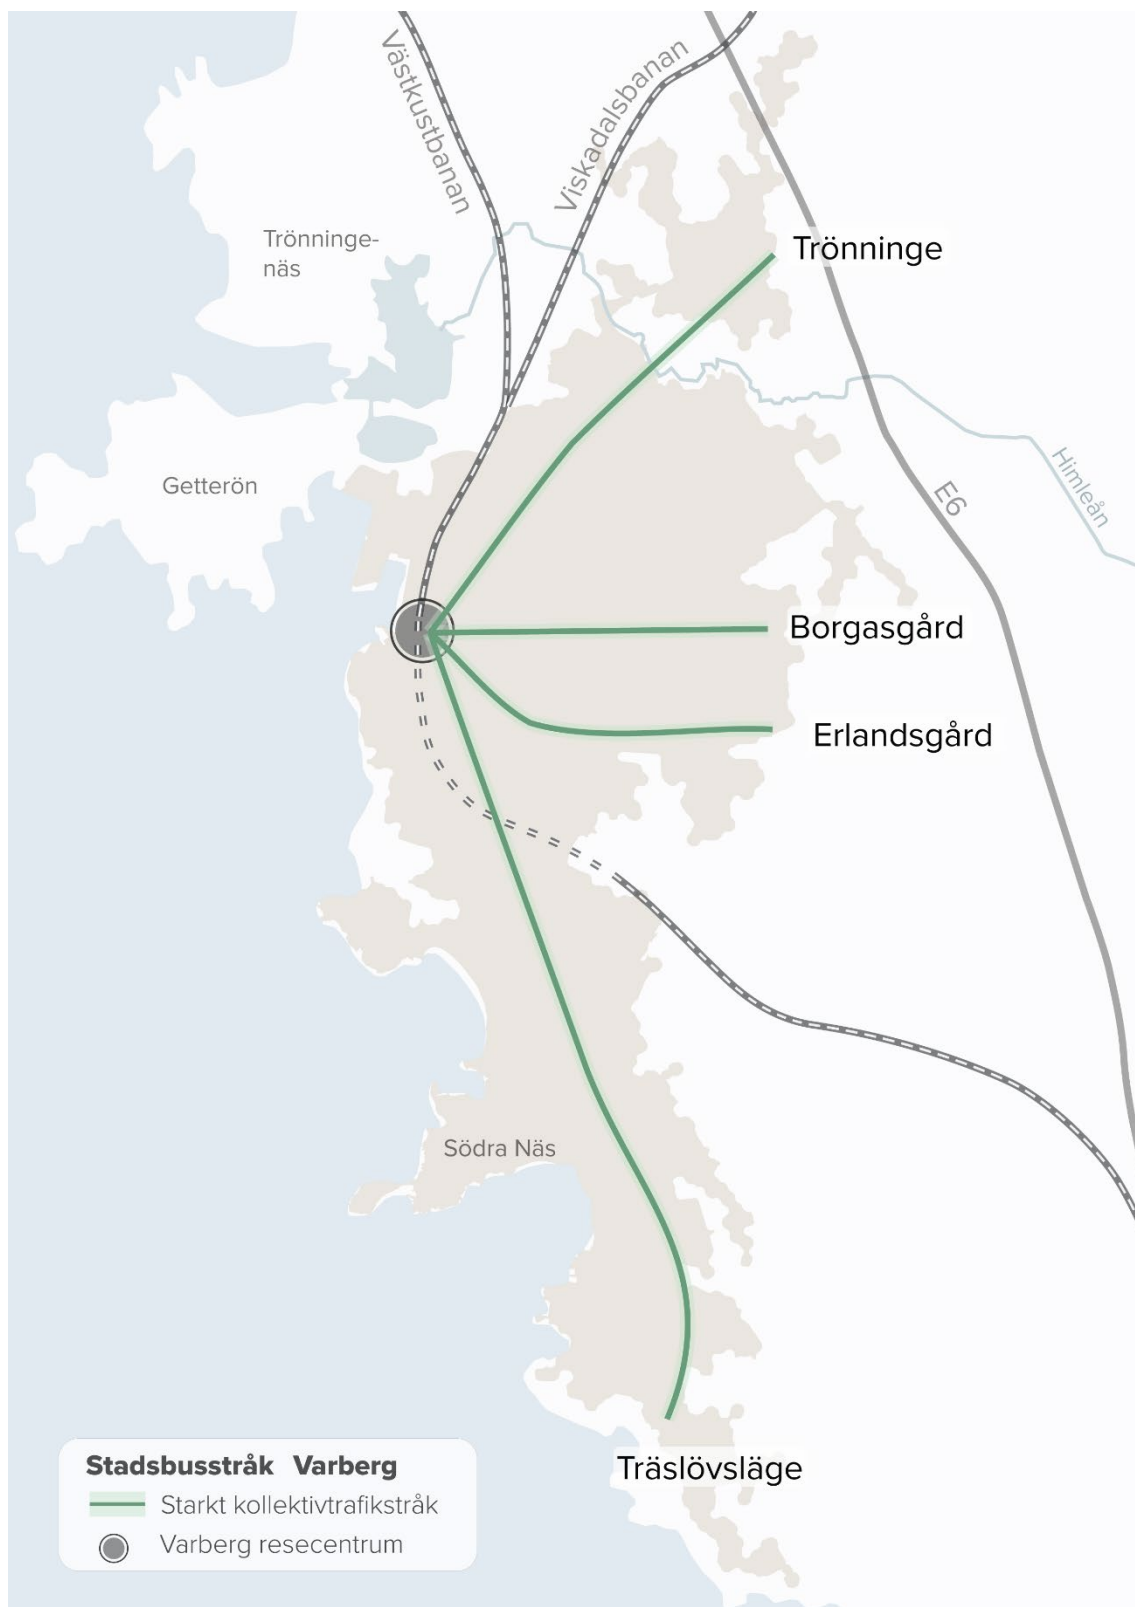 Västkustbanan
Viskadalsbanan
Trönninge-
näs
Trönninge
Getterön
E6
Himleån
Borgasgård
Erlandsgård
Södra Näs
Träslövsläge
Stadsbusstråk Varberg
Starkt kollektivtrafikstråk
Varberg resecentrum